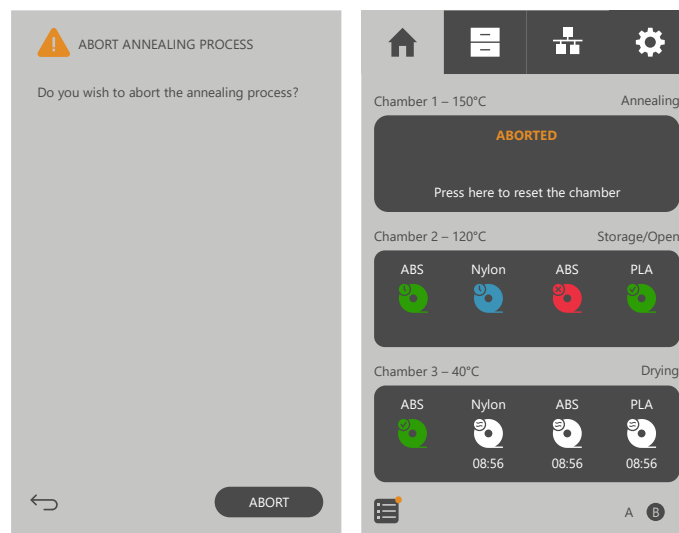 ABORT ANNEALING PROCESS
Do you wish to abort the annealing process?
ABORT
Chamber 1 – 150°C Annealing
ABORTED
Press here to reset the chamber
Chamber 2 – 120°C Storage/Open
ABS Nylon ABS PLA
Chamber 3 – 40°C Drying
ABS Nylon ABS PLA
08:56 08:56 08:56
A B